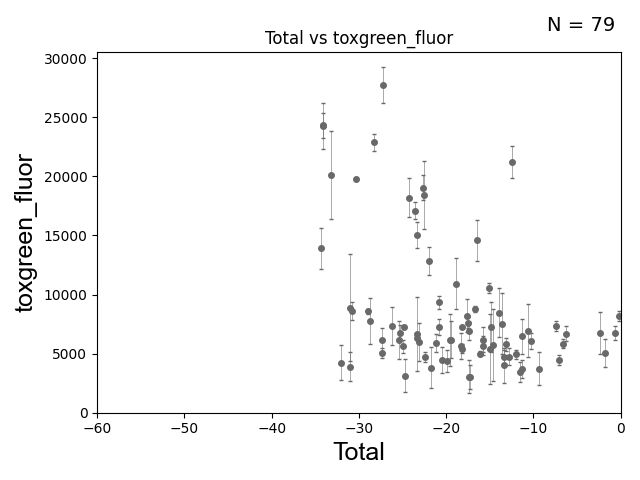 N = 79
Total vs toxgreen_fluor
30000
25000
20000
15000
10000
5000
0
toxgreen_fluor
−60 −50 −40 −30 −20 −10 0
Total